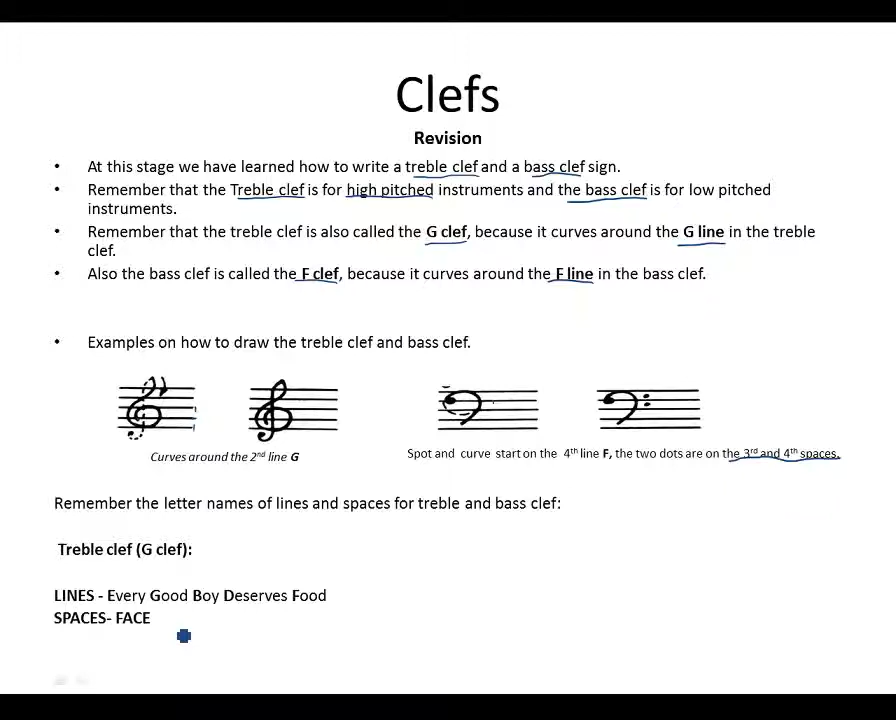 Clefs
Revision
• At this stage we have learned how to write a treble clef and a bass clef sign.
• Remember that the Treble clef is for high pitched instruments and the bass clef is for low pitched
instruments.
• Remember that the treble clef is also called the G clef, because it curves around the G line in the treble
clef.
• Also the bass clef is called the F clef, because it curves around the F line in the bass clef.
• Examples on how to draw the treble clef and bass clef.
Curves around the 2nd line G
Spot and curve start on the 4th line F, the two dots are on the 3rd and 4th spaces.
Remember the letter names of lines and spaces for treble and bass clef:
Treble clef (G clef):
LINES - Every Good Boy Deserves Food
SPACES- FACE